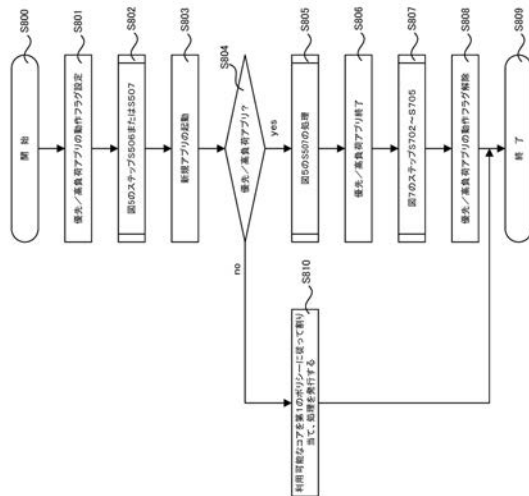 S800
開 始
S801
優先／高負荷アプリの動作フラグ設定
S802
図5のステップS506またはS507
S803
新規アプリの起動
S804
優先／高負荷アプリ？
yes
no
S805
図5のS507の処理
S806
優先／高負荷アプリ終了
S807
図7のステップS702～S705
S808
優先／高負荷アプリの動作フラグ解除
S810
利用可能なコアを第1のポリシーに従って割り
当て、処理を発行する
S809
終 了